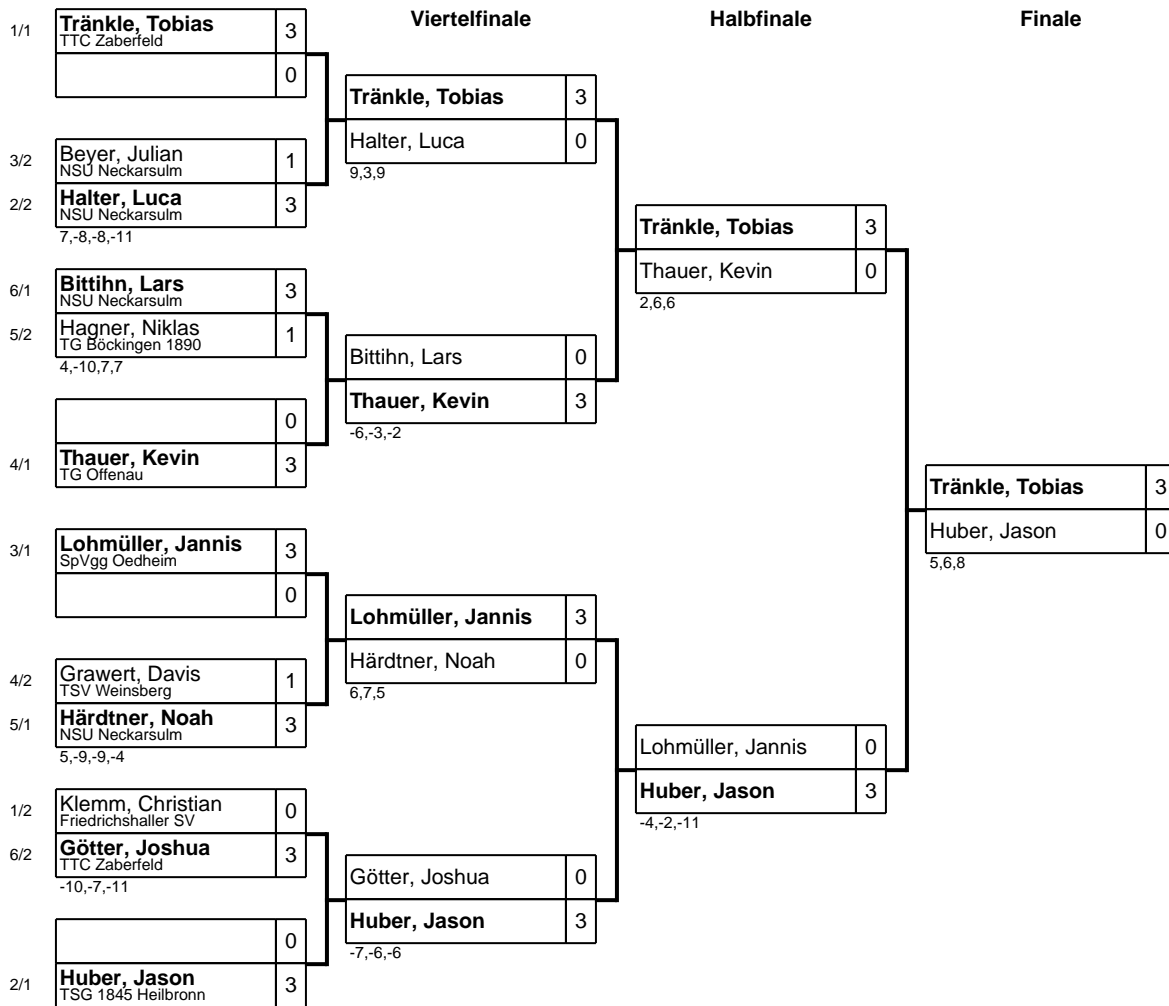 Viertelfinale
Halbfinale
Finale
1/1 Tränkle, Tobias 3
TTC Zaberfeld
0
3/2 Beyer, Julian 1
NSU Neckarsulm
2/2 Halter, Luca 3
NSU Neckarsulm
7,-8,-8,-11
6/1 Bittihn, Lars 3
NSU Neckarsulm
5/2 Hagner, Niklas 1
TG Böckingen 1890
4,-10,7,7
0
4/1 Thauer, Kevin 3
TG Offenau
3/1 Lohmüller, Jannis 3
SpVgg Oedheim
0
4/2 Grawert, Davis 1
TSV Weinsberg
5/1 Härdtner, Noah 3
NSU Neckarsulm
5,-9,-9,-4
1/2 Klemm, Christian 0
Friedrichshaller SV
6/2 Götter, Joshua 3
TTC Zaberfeld
-10,-7,-11
0
2/1 Huber, Jason 3
TSG 1845 Heilbronn
Tränkle, Tobias 3
Halter, Luca 0
9,3,9
Bittihn, Lars 0
Thauer, Kevin 3
-6,-3,-2
Lohmüller, Jannis 3
Härdtner, Noah 0
6,7,5
Götter, Joshua 0
Huber, Jason 3
-7,-6,-6
Tränkle, Tobias 3
Thauer, Kevin 0
2,6,6
Lohmüller, Jannis 0
Huber, Jason 3
-4,-2,-11
Tränkle, Tobias 3
Huber, Jason 0
5,6,8